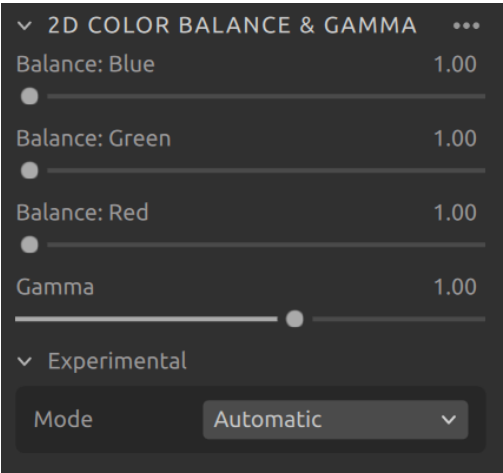 2D COLOR BALANCE & GAMMA
Balance: Blue 1.00
Balance: Green 1.00
Balance: Red 1.00
Gamma 1.00
Experimental
Mode Automatic